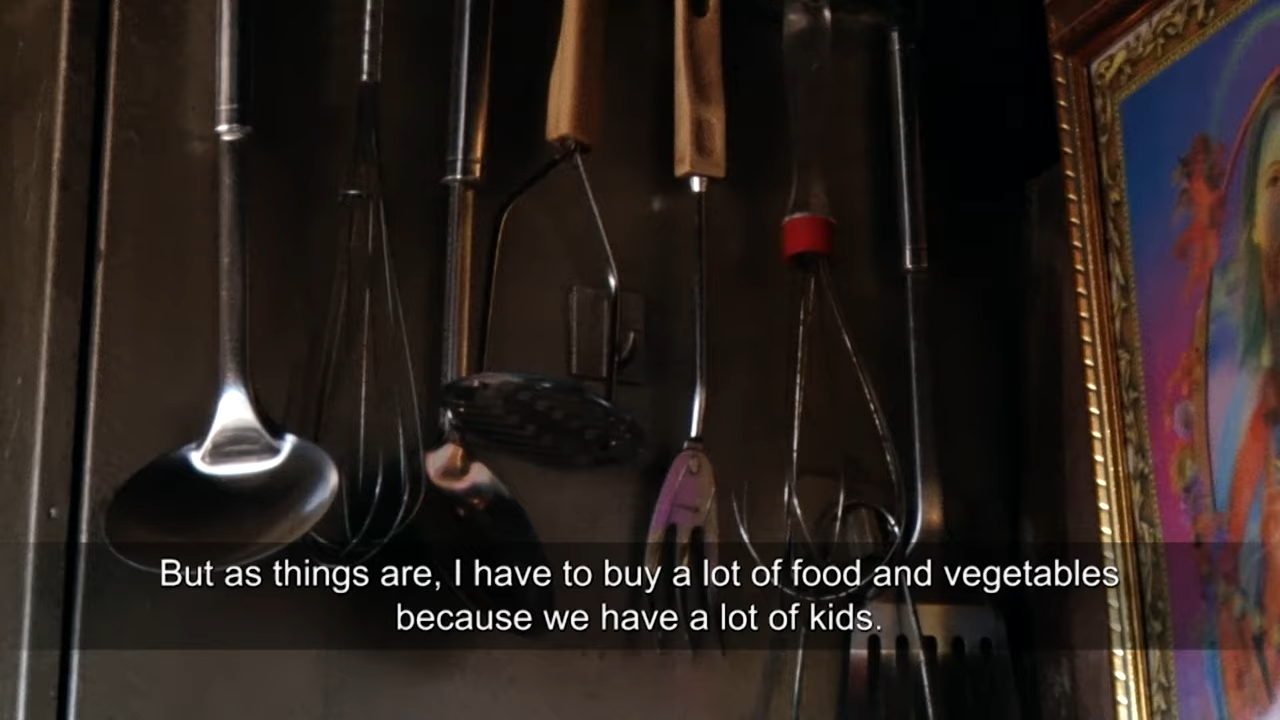 But as things are, I have to buy a lot of food and vegetables
because we have a lot of kids.